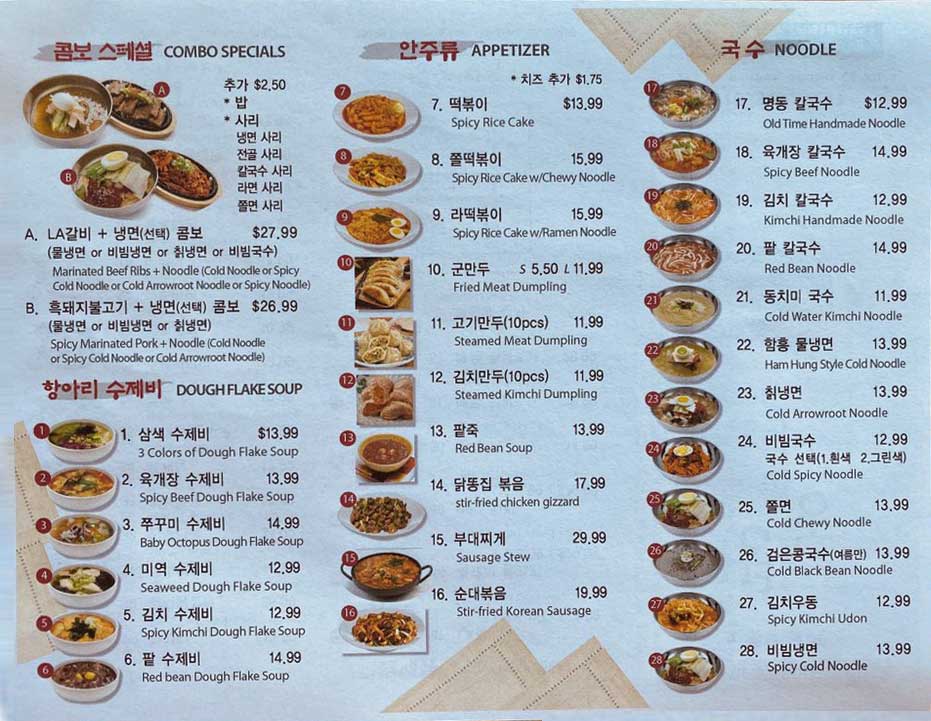 콤보 스페셜 COMBO SPECIALS
A
B
추가 $2.50
* 밥
* 사리
냉면 사리
전골 사리
칼국수 사리
라면 사리
쫄면 사리
A. LA갈비 + 냉면(선택) 콤보 $27.99
(물냉면 or 비빔냉면 or 칡냉면 or 비빔국수)
Marinated Beef Ribs + Noodle (Cold Noodle or Spicy
Cold Noodle or Cold Arrowroot Noodle or Spicy Noodle)
B. 흑돼지불고기 + 냉면(선택) 콤보 $26.99
(물냉면 or 비빔냉면 or 칡냉면)
Spicy Marinated Pork + Noodle (Cold Noodle
or Spicy Cold Noodle or Cold Arrowroot Noodle)
항아리 수제비 DOUGH FLAKE SOUP
1
1. 삼색 수제비 $13.99
3 Colors of Dough Flake Soup
2
2. 육개장 수제비 13.99
Spicy Beef Dough Flake Soup
3
3. 쭈꾸미 수제비 14.99
Baby Octopus Dough Flake Soup
4
4. 미역 수제비 12.99
Seaweed Dough Flake Soup
5
5. 김치 수제비 12.99
Spicy Kimchi Dough Flake Soup
6
6. 팥 수제비 14.99
Red bean Dough Flake Soup
안주류 APPETIZER
* 치즈 추가 $1.75
7
7. 떡볶이 $13.99
Spicy Rice Cake
8
8. 쫄떡볶이 15.99
Spicy Rice Cake w/Chewy Noodle
9
9. 라떡볶이 15.99
Spicy Rice Cake w/Ramen Noodle
10
10. 군만두 S 5.50 L 11.99
Fried Meat Dumpling
11
11. 고기만두(10pcs) 11.99
Steamed Meat Dumpling
12
12. 김치만두(10pcs) 11.99
Steamed Kimchi Dumpling
13
13. 팥죽 13.99
Red Bean Soup
14
14. 닭똥집 볶음 17.99
stir-fried chicken gizzard
15
15. 부대찌게 29.99
Sausage Stew
16
16. 순대볶음 19.99
Stir-fried Korean Sausage
국수 NOODLE
17
17. 명동 칼국수 $12.99
Old Time Handmade Noodle
18
18. 육개장 칼국수 14.99
Spicy Beef Noodle
19
19. 김치 칼국수 12.99
Kimchi Handmade Noodle
20
20. 팥 칼국수 14.99
Red Bean Noodle
21
21. 동치미 국수 11.99
Cold Water Kimchi Noodle
22
22. 함흥 물냉면 13.99
Ham Hung Style Cold Noodle
23
23. 칡냉면 13.99
Cold Arrowroot Noodle
24
24. 비빔국수 12.99
국수 선택(1.흰색 2.그린색)
Cold Spicy Noodle
25
25. 쫄면 13.99
Cold Chewy Noodle
26
26. 검은콩국수(여름만) 13.99
Cold Black Bean Noodle
27
27. 김치우동 12.99
Spicy Kimchi Udon
28
28. 비빔냉면 13.99
Spicy Cold Noodle